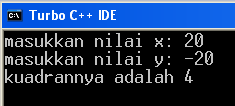 Turbo C++ IDE
masukkan nilai x: 20
masukkan nilai y: -20
kuadrannya adalah 4